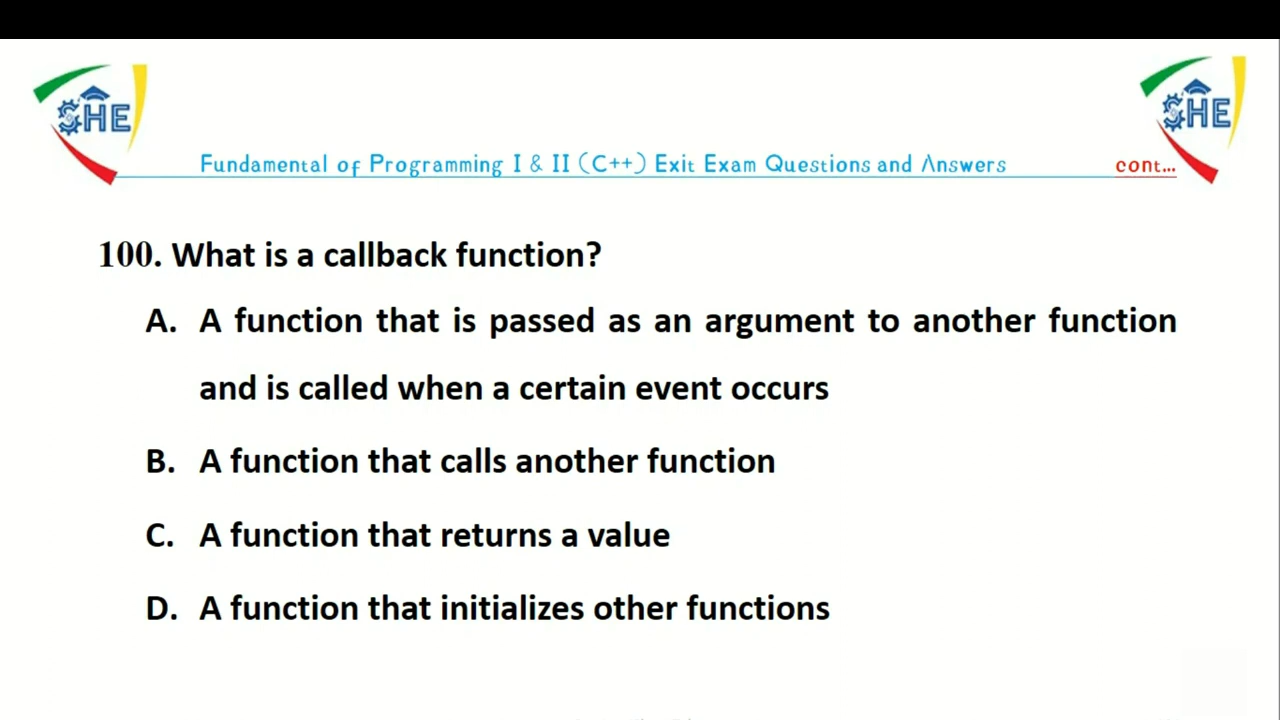 SHE
SHE
Fundamental of Programming I & II (C++) Exit Exam Questions and Answers cont...
100. What is a callback function?
A. A function that is passed as an argument to another function
and is called when a certain event occurs
B. A function that calls another function
C. A function that returns a value
D. A function that initializes other functions